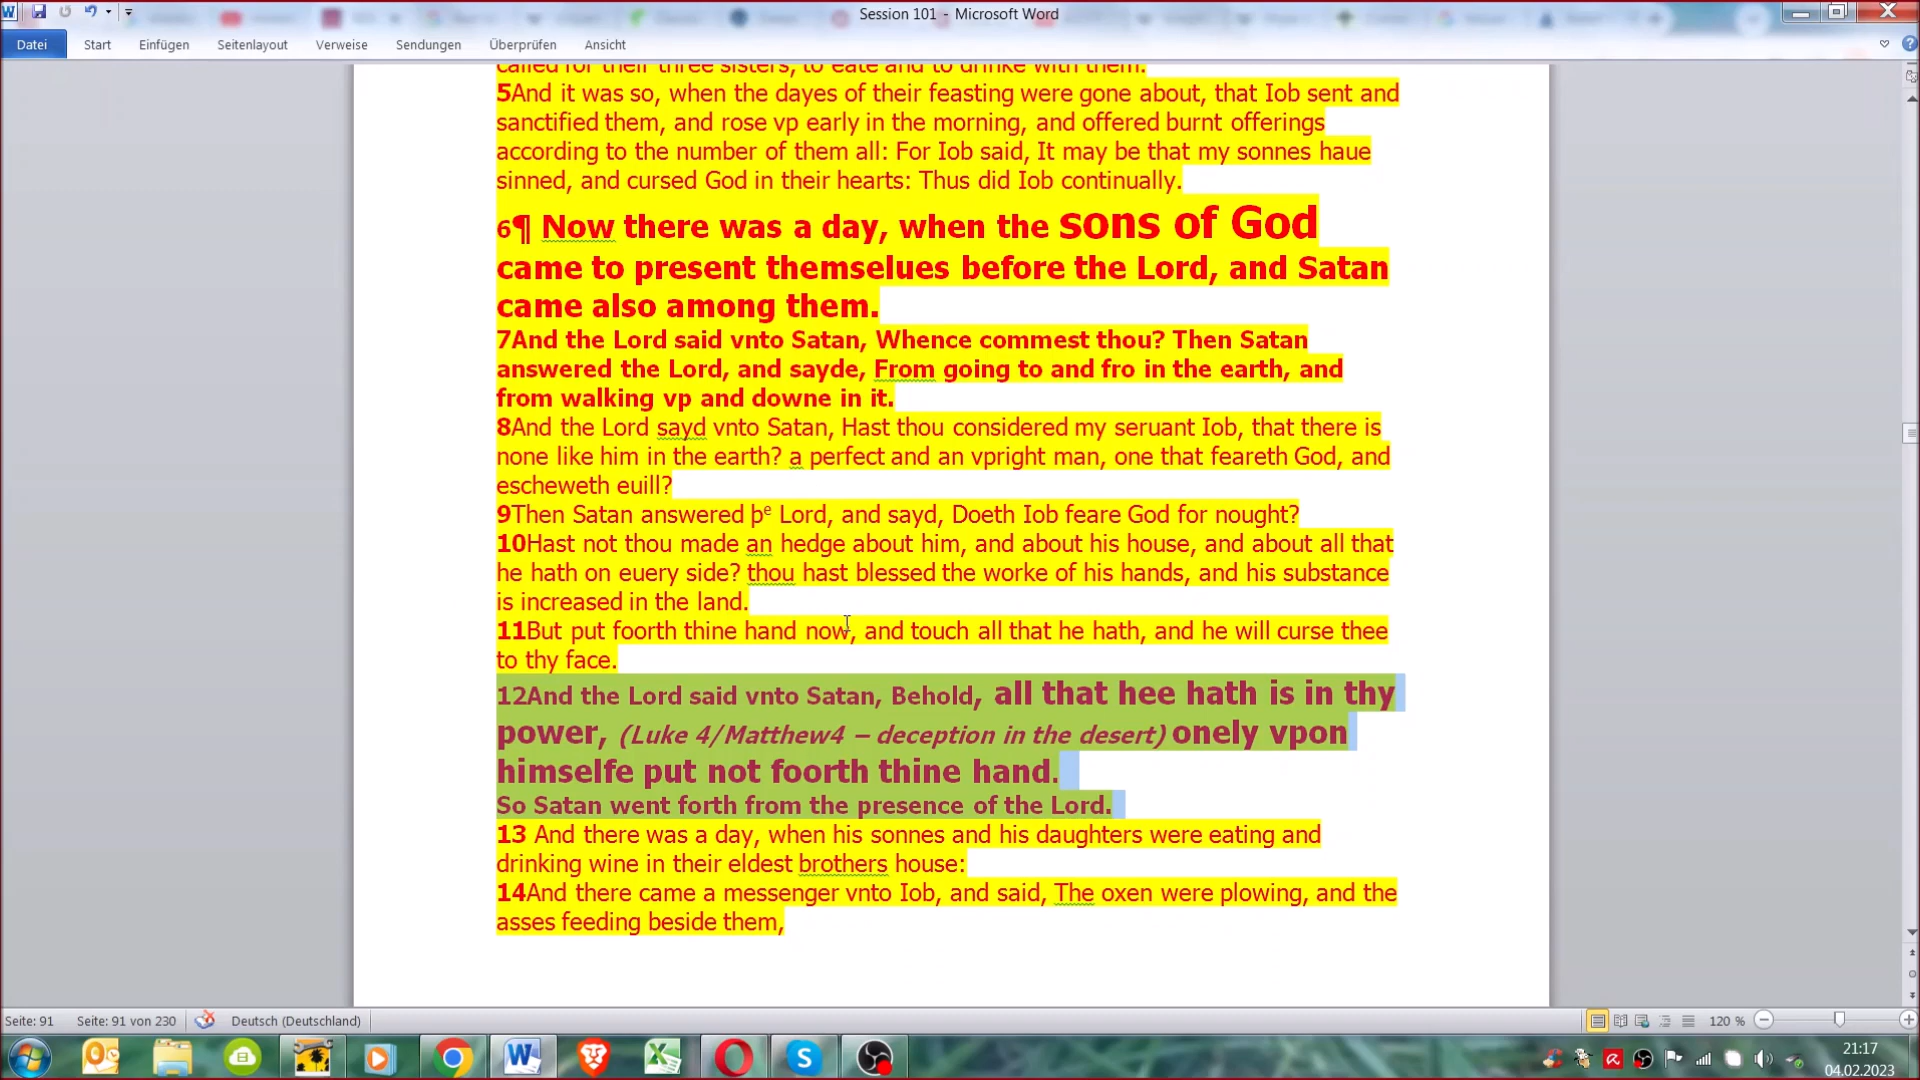 Session 101 - Microsoft Word
Datei Start Einfügen Seitenlayout Verweise Sendungen Überprüfen Ansicht
called for their three sisters, to eate and to drinke with them.
5And it was so, when the dayes of their feasting were gone about, that Iob sent and
sanctified them, and rose vp early in the morning, and offered burnt offerings
according to the number of them all: For Iob said, It may be that my sonnes haue
sinned, and cursed God in their hearts: Thus did Iob continually.
6¶ Now there was a day, when the sons of God
came to present themselues before the Lord, and Satan
came also among them.
7And the Lord said vnto Satan, Whence commest thou? Then Satan
answered the Lord, and sayde, From going to and fro in the earth, and
from walking vp and downe in it.
8And the Lord sayd vnto Satan, Hast thou considered my seruant Iob, that there is
none like him in the earth? a perfect and an vpright man, one that feareth God, and
escheweth euill?
9Then Satan answered þe Lord, and sayd, Doeth Iob feare God for nought?
10Hast not thou made an hedge about him, and about his house, and about all that
he hath on euery side? thou hast blessed the worke of his hands, and his substance
is increased in the land.
11But put foorth thine hand now, and touch all that he hath, and he will curse thee
to thy face.
12And the Lord said vnto Satan, Behold, all that hee hath is in thy
power, (Luke 4/Matthew4 – deception in the desert) onely vpon
himselfe put not foorth thine hand.
So Satan went forth from the presence of the Lord.
13 And there was a day, when his sonnes and his daughters were eating and
drinking wine in their eldest brothers house:
14And there came a messenger vnto Iob, and said, The oxen were plowing, and the
asses feeding beside them,
Seite: 91 Seite: 91 von 230 Deutsch (Deutschland) 120 %
21:17
04.02.2023